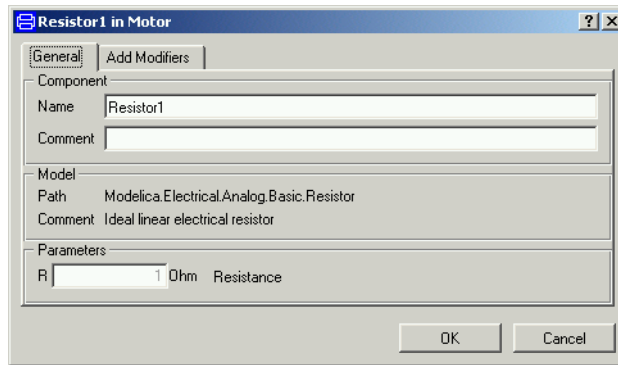 Resistor1 in Motor
General Add Modifiers
Component
Name Resistor1
Comment
Model
Path Modelica.Electrical.Analog.Basic.Resistor
Comment Ideal linear electrical resistor
Parameters
R 1 Ohm Resistance
OK Cancel